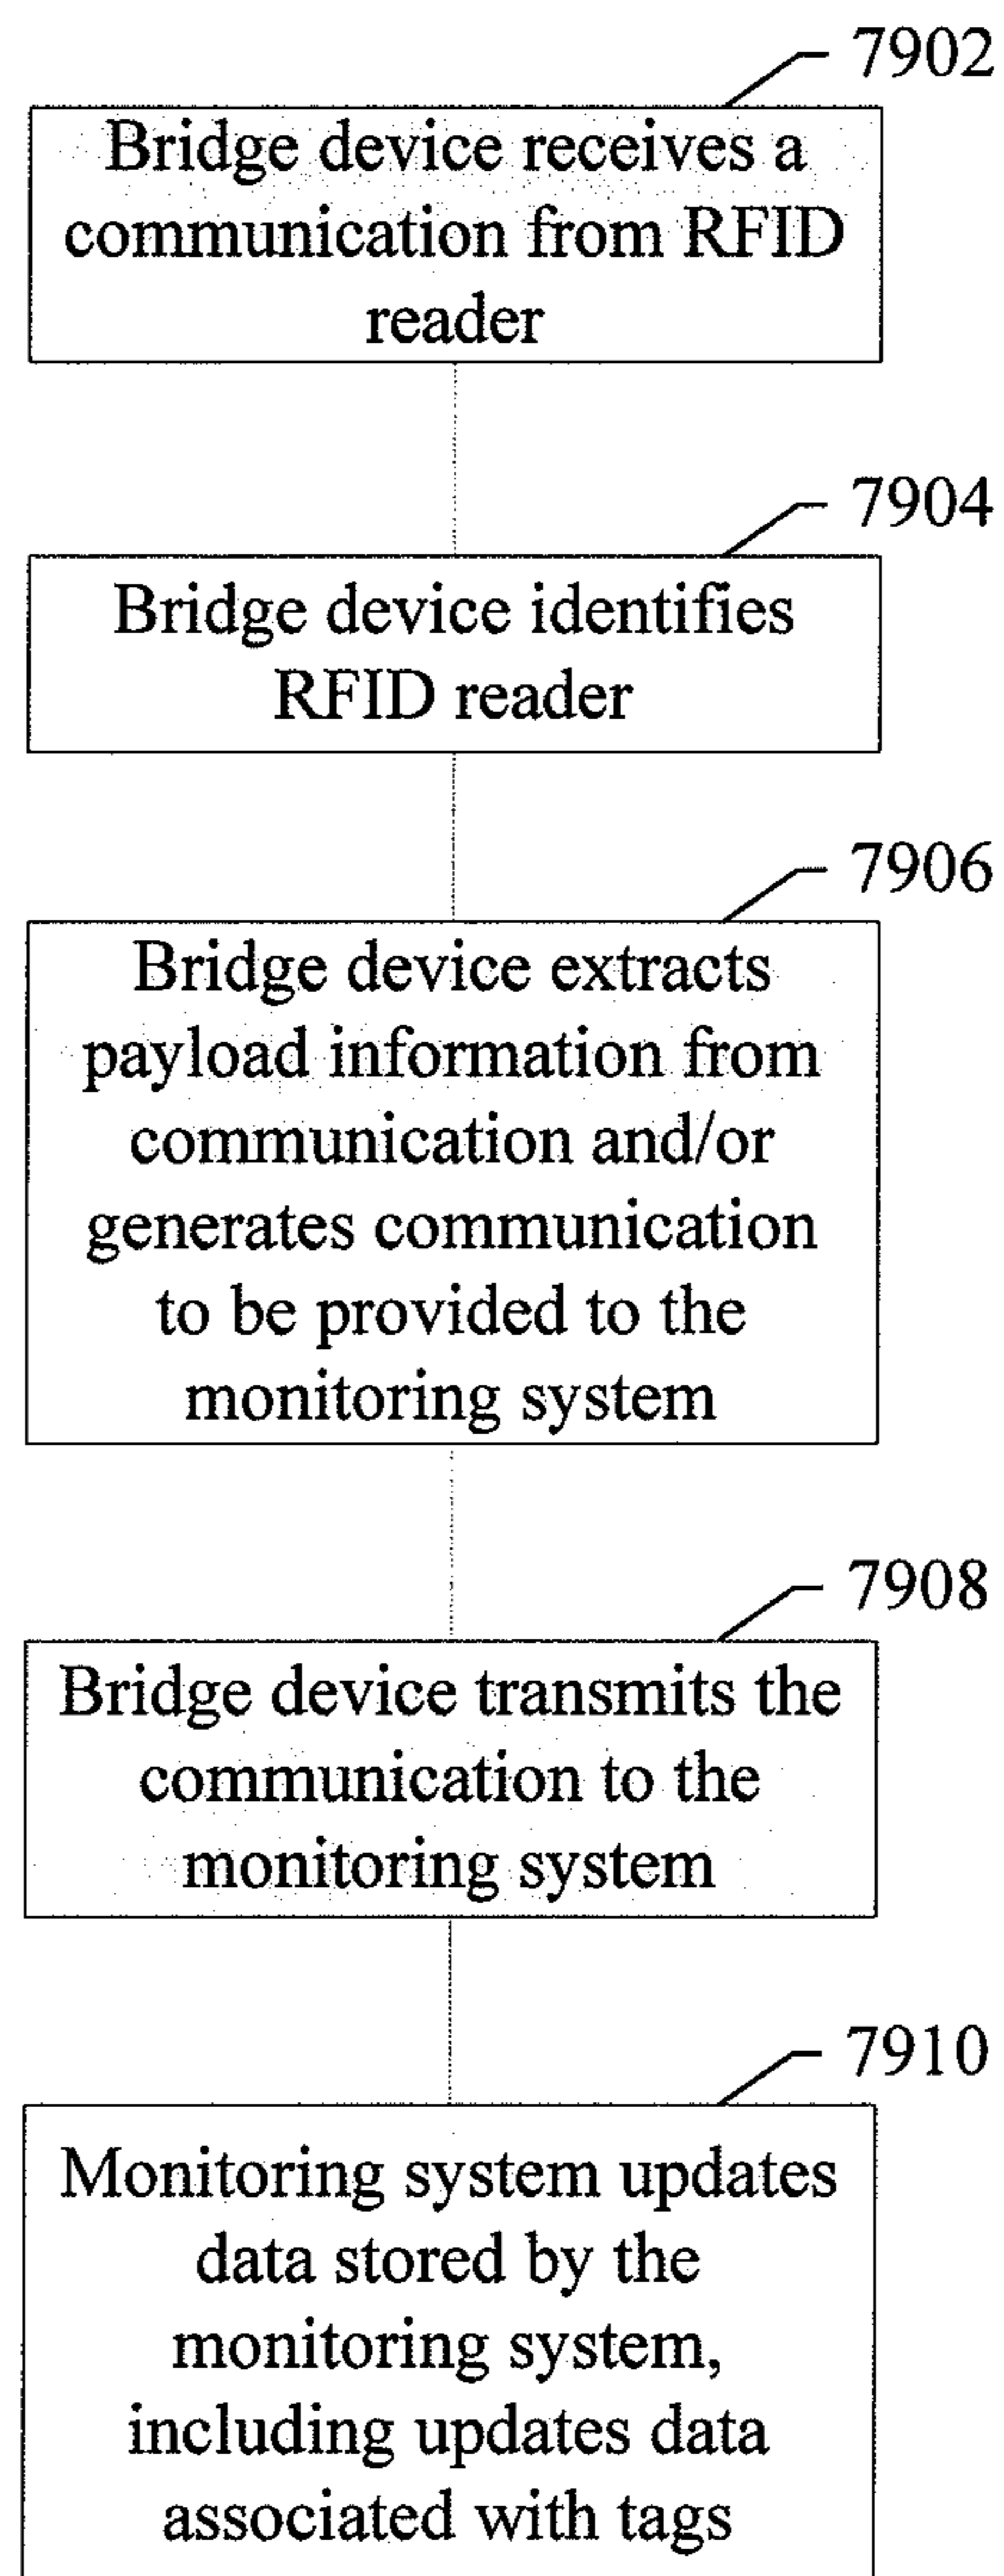 7902
Bridge device receives a
communication from RFID
reader
7904
Bridge device identifies
RFID reader
7906
Bridge device extracts
payload information from
communication and/or
generates communication
to be provided to the
monitoring system
7908
Bridge device transmits the
communication to the
monitoring system
7910
Monitoring system updates
data stored by the
monitoring system,
including updates data
associated with tags